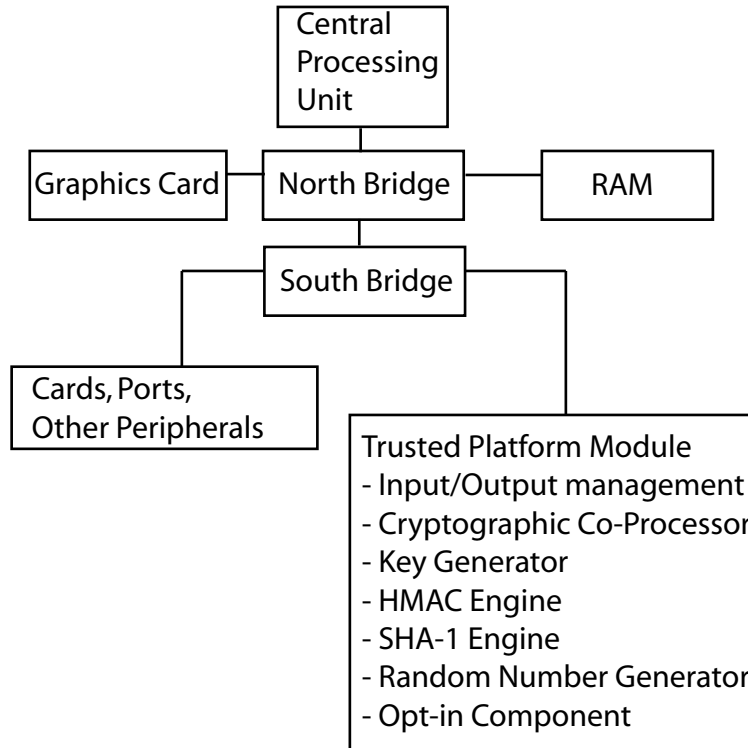 Central
Processing
Unit
Graphics Card
North Bridge
RAM
South Bridge
Cards, Ports,
Other Peripherals
Trusted Platform Module
- Input/Output management
- Cryptographic Co-Processor
- Key Generator
- HMAC Engine
- SHA-1 Engine
- Random Number Generator
- Opt-in Component